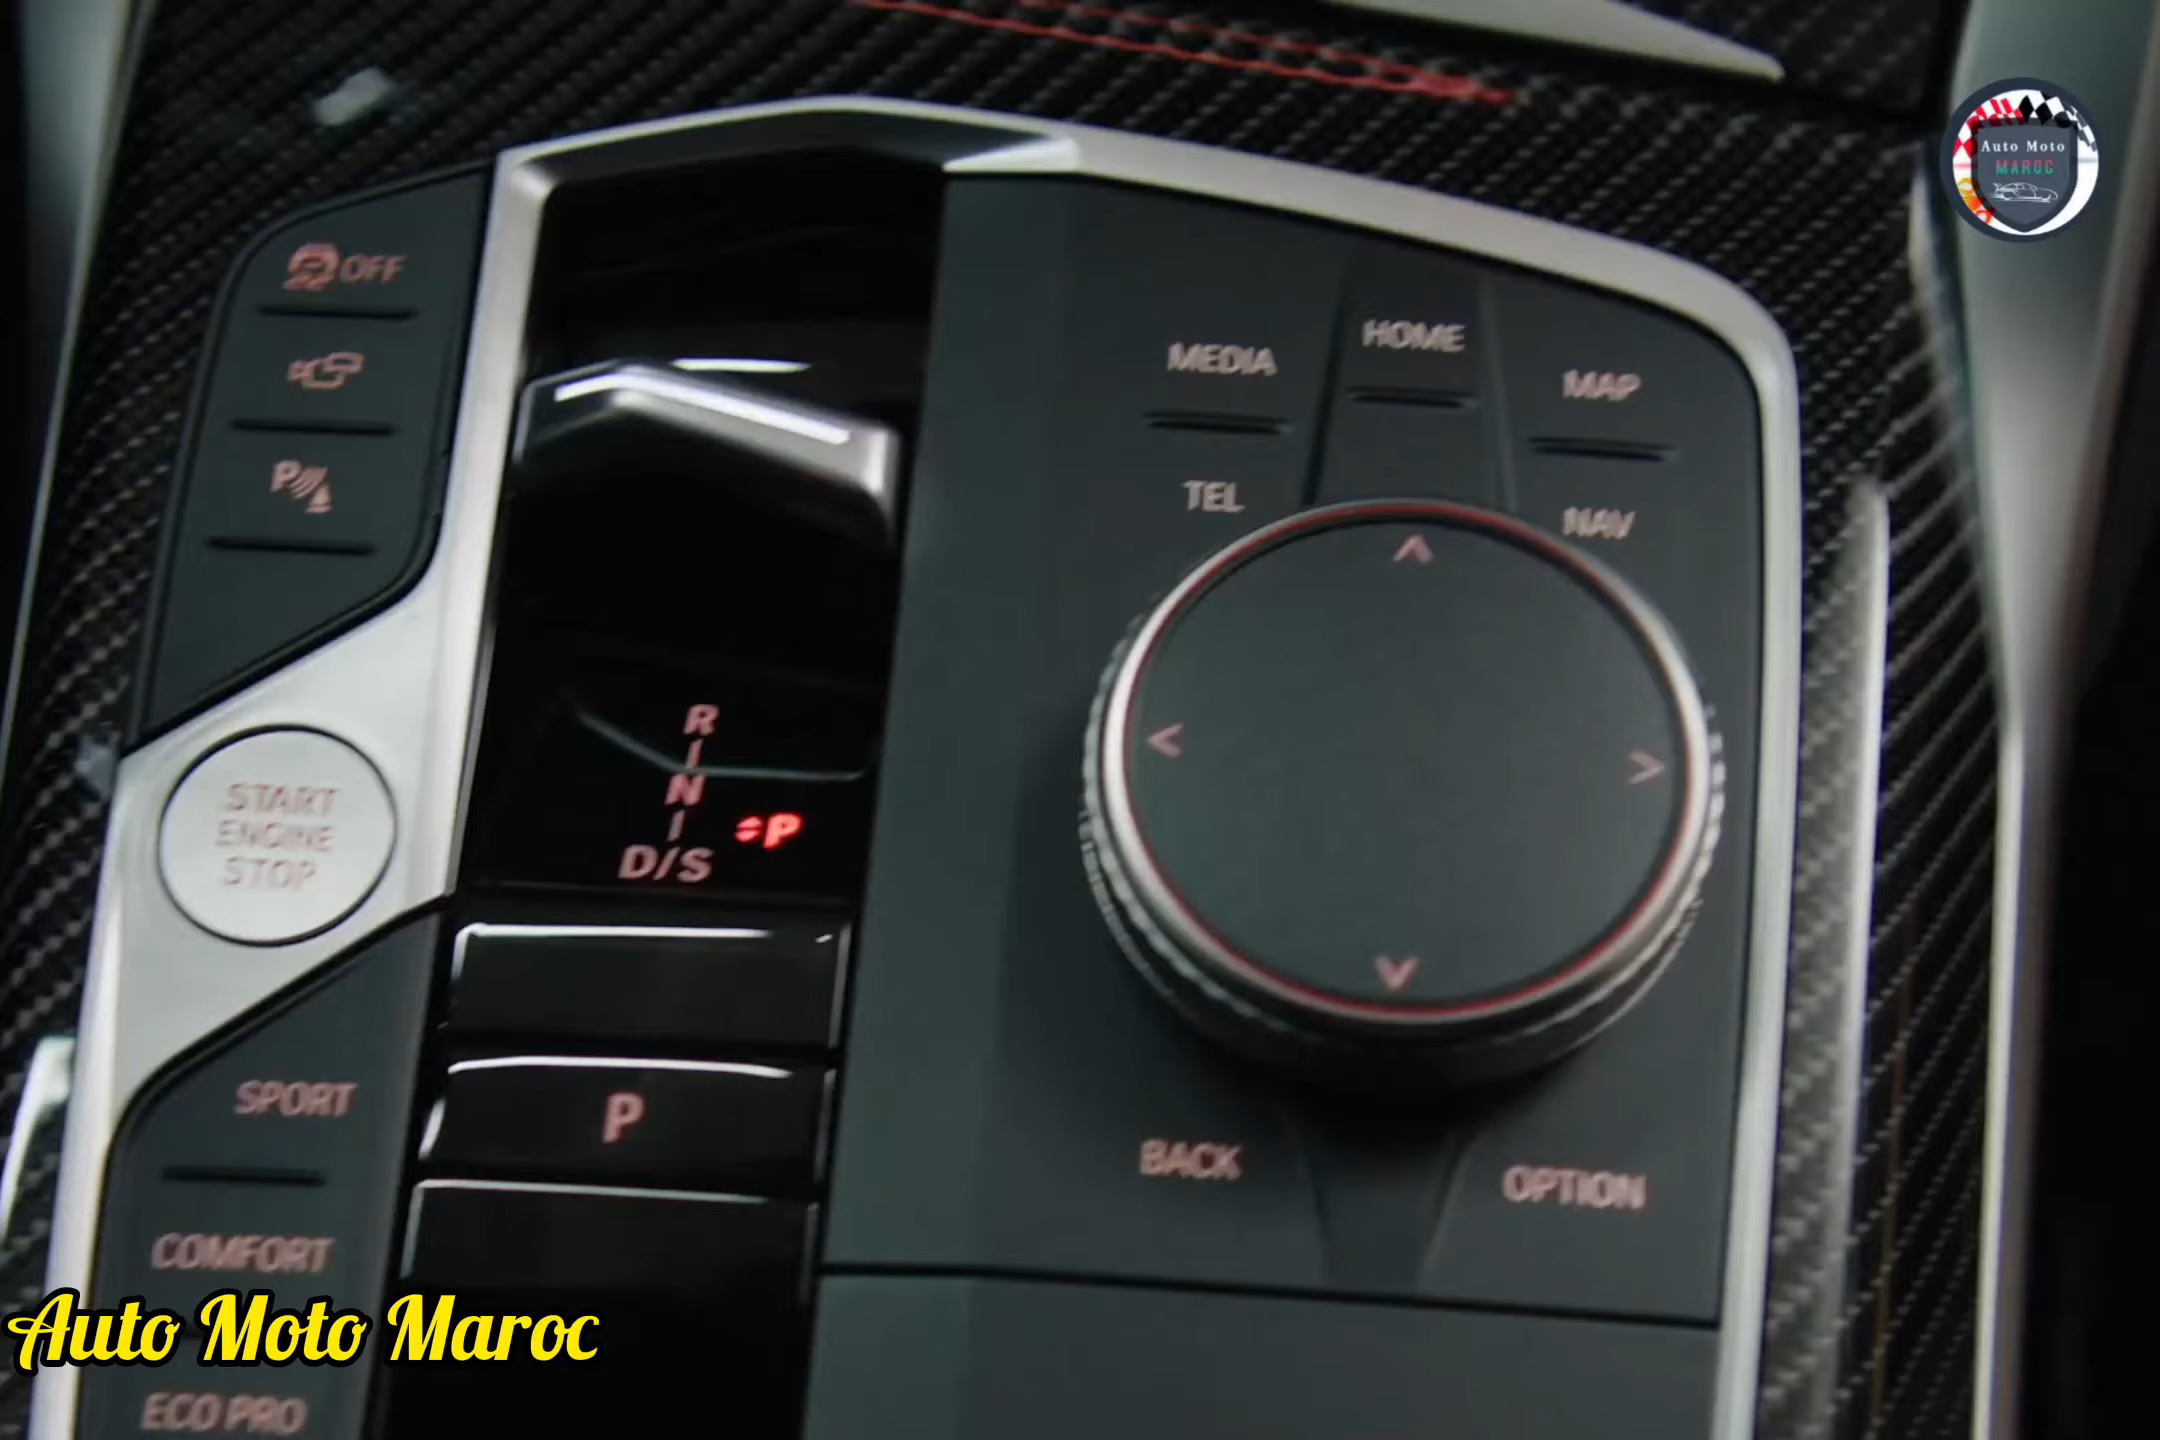 Auto Moto
MAROC
OFF
P
MEDIA
HOME
MAP
TEL
NAV
START
ENGINE
STOP
R
N
D/S
P
P
SPORT
COMFORT
ECO PRO
BACK
OPTION
Auto Moto Maroc